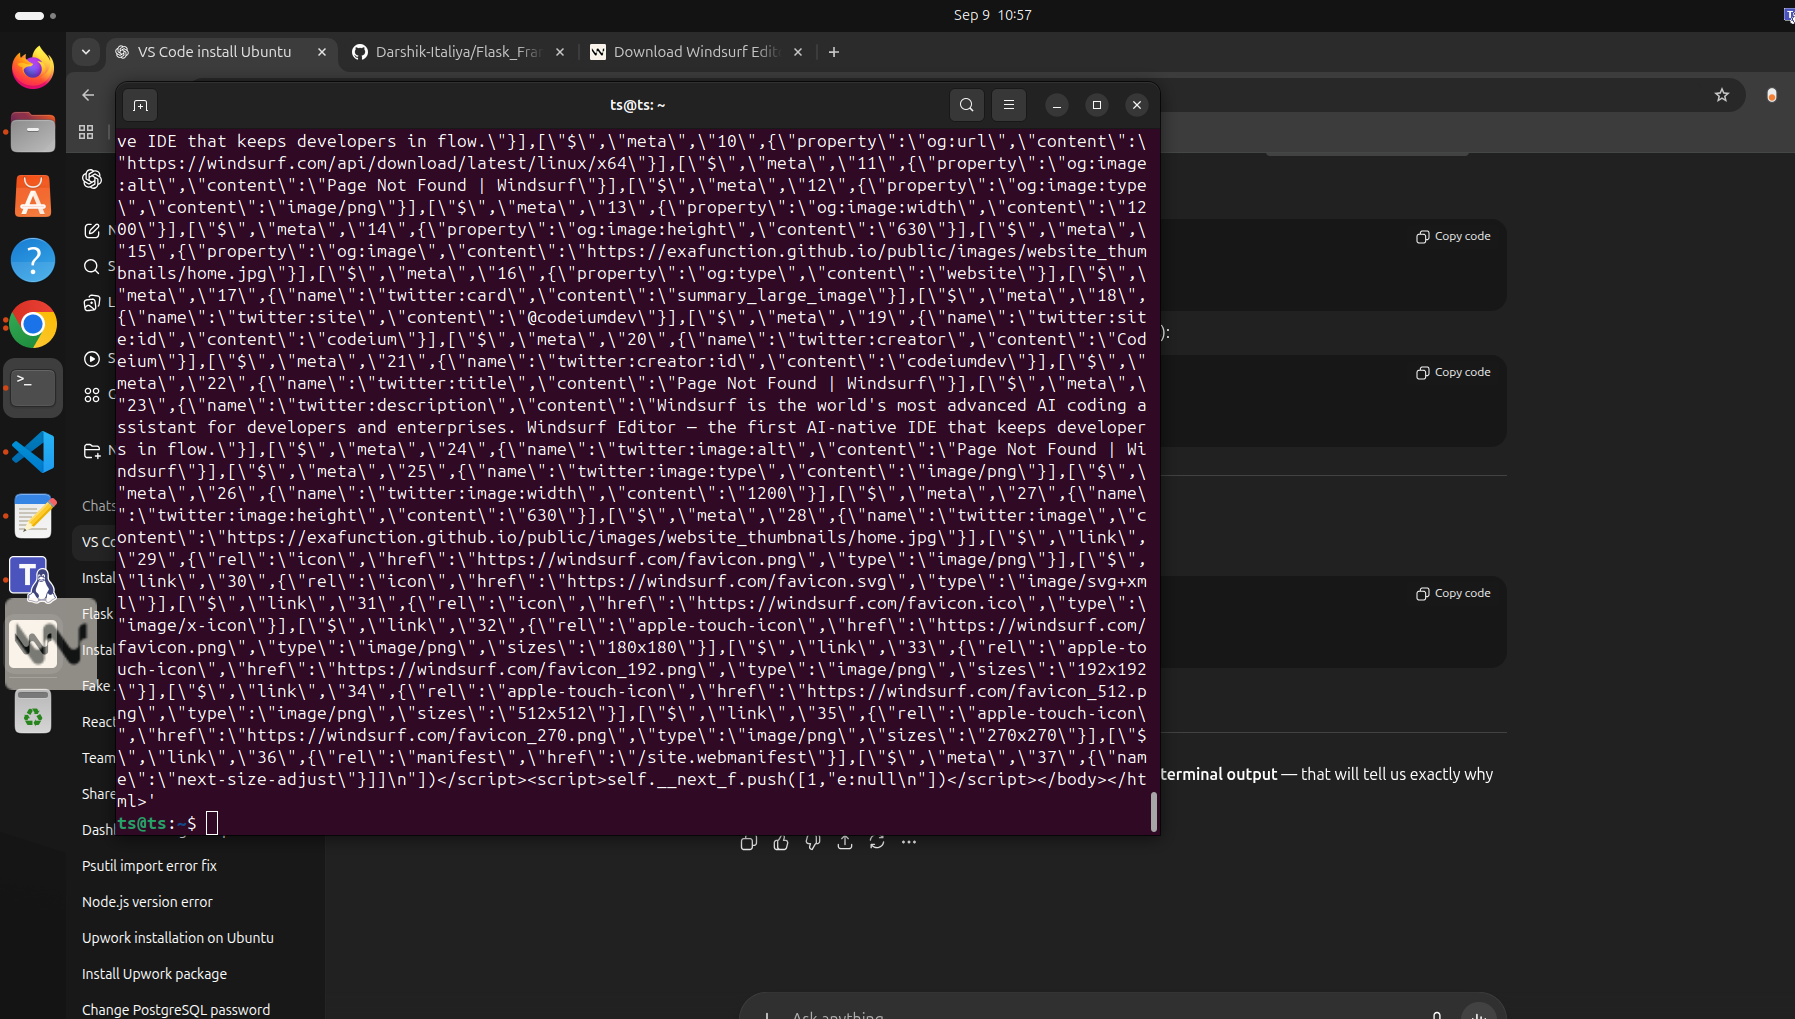 Sep 9 10:57
VS Code install Ubuntu
Darshik-Italiya/Flask_Fra
Download Windsurf Edit
ts@ts: ~
ve IDE that keeps developers in flow.\"}],[\"$\",\"meta\",\"10\",{\"property\":\"og:url\",\"content\":\
\"https://windsurf.com/api/download/latest/linux/x64\"}],[\"$\",\"meta\",\"11\",{\"property\":\"og:image
:alt\",\"content\":\"Page Not Found | Windsurf\"}],[\"$\",\"meta\",\"12\",{\"property\":\"og:image:type
\",\"content\":\"image/png\"}],[\"$\",\"meta\",\"13\",{\"property\":\"og:image:width\",\"content\":\"12
00\"}],[\"$\",\"meta\",\"14\",{\"property\":\"og:image:height\",\"content\":\"630\"}],[\"$\",\"meta\",\
"15\",{\"property\":\"og:image\",\"content\":\"https://exafunction.github.io/public/images/website_thum
bnails/home.jpg\"}],[\"$\",\"meta\",\"16\",{\"property\":\"og:type\",\"content\":\"website\"}],[\"$\",\
"meta\",\"17\",{\"name\":\"twitter:card\",\"content\":\"summary_large_image\"}],[\"$\",\"meta\",\"18\",
{\"name\":\"twitter:site\",\"content\":\"@codeiumdev\"}],[\"$\",\"meta\",\"19\",{\"name\":\"twitter:sit
e:id\",\"content\":\"codeium\"}],[\"$\",\"meta\",\"20\",{\"name\":\"twitter:creator\",\"content\":\"Cod
eium\"}],[\"$\",\"meta\",\"21\",{\"name\":\"twitter:creator:id\",\"content\":\"codeiumdev\"}],[\"$\",\"
meta\",\"22\",{\"name\":\"twitter:title\",\"content\":\"Page Not Found | Windsurf\"}],[\"$\",\"meta\",\
"23\",{\"name\":\"twitter:description\",\"content\":\"Windsurf is the world's most advanced AI coding a
ssistant for developers and enterprises. Windsurf Editor — the first AI-native IDE that keeps developer
s in flow.\"}],[\"$\",\"meta\",\"24\",{\"name\":\"twitter:image:alt\",\"content\":\"Page Not Found | Wi
ndsurf\"}],[\"$\",\"meta\",\"25\",{\"name\":\"twitter:image:type\",\"content\":\"image/png\"}],[\"$\",\
"meta\",\"26\",{\"name\":\"twitter:image:width\",\"content\":\"1200\"}],[\"$\",\"meta\",\"27\",{\"name\
":\"twitter:image:height\",\"content\":\"630\"}],[\"$\",\"meta\",\"28\",{\"name\":\"twitter:image\",\"c
ontent\":\"https://exafunction.github.io/public/images/website_thumbnails/home.jpg\"}],[\"$\",\"link\",
\"29\",{\"rel\":\"icon\",\"href\":\"https://windsurf.com/favicon.png\",\"type\":\"image/png\"}],[\"$\",
\"link\",\"30\",{\"rel\":\"icon\",\"href\":\"https://windsurf.com/favicon.svg\",\"type\":\"image/svg+xm
l\"}],[\"$\",\"link\",\"31\",{\"rel\":\"icon\",\"href\":\"https://windsurf.com/favicon.ico\",\"type\":\
"image/x-icon\"}],[\"$\",\"link\",\"32\",{\"rel\":\"apple-touch-icon\",\"href\":\"https://windsurf.com/
favicon.png\",\"type\":\"image/png\",\"sizes\":\"180x180\"}],[\"$\",\"link\",\"33\",{\"rel\":\"apple-to
uch-icon\",\"href\":\"https://windsurf.com/favicon_192.png\",\"type\":\"image/png\",\"sizes\":\"192x192
\"}],[\"$\",\"link\",\"34\",{\"rel\":\"apple-touch-icon\",\"href\":\"https://windsurf.com/favicon_512.p
ng\",\"type\":\"image/png\",\"sizes\":\"512x512\"}],[\"$\",\"link\",\"35\",{\"rel\":\"apple-touch-icon\
",\"href\":\"https://windsurf.com/favicon_270.png\",\"type\":\"image/png\",\"sizes\":\"270x270\"}],[\"$
\",\"link\",\"36\",{\"rel\":\"manifest\",\"href\":\"/site.webmanifest\"}],[\"$\",\"meta\",\"37\",{\"nam
e\":\"next-size-adjust\"}]]\n"])</script><script>self.__next_f.push([1,"e:null\n"])</script></body></ht
ml>'
ts@ts:~$
Copy code
):
Copy code
Copy code
terminal output — that will tell us exactly why
Chats
VS Co
Instal
Flask
Instal
Fake
React
Team
Share
Dash
Psutil import error fix
Node.js version error
Upwork installation on Ubuntu
Install Upwork package
Change PostgreSQL password
Ask anything